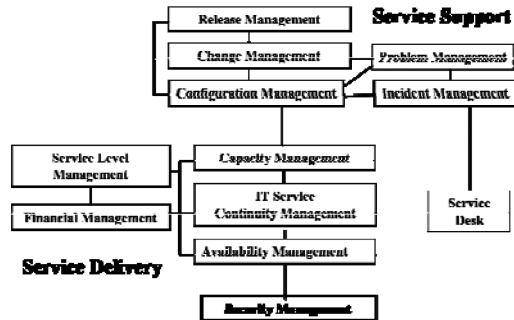 Release Management
Service Support
Change Management
Problem Management
Configuration Management
Incident Management
Service Level
Management
Capacity Management
IT Service
Continuity Management
Financial Management
Service
Desk
Availability Management
Service Delivery
Security Management